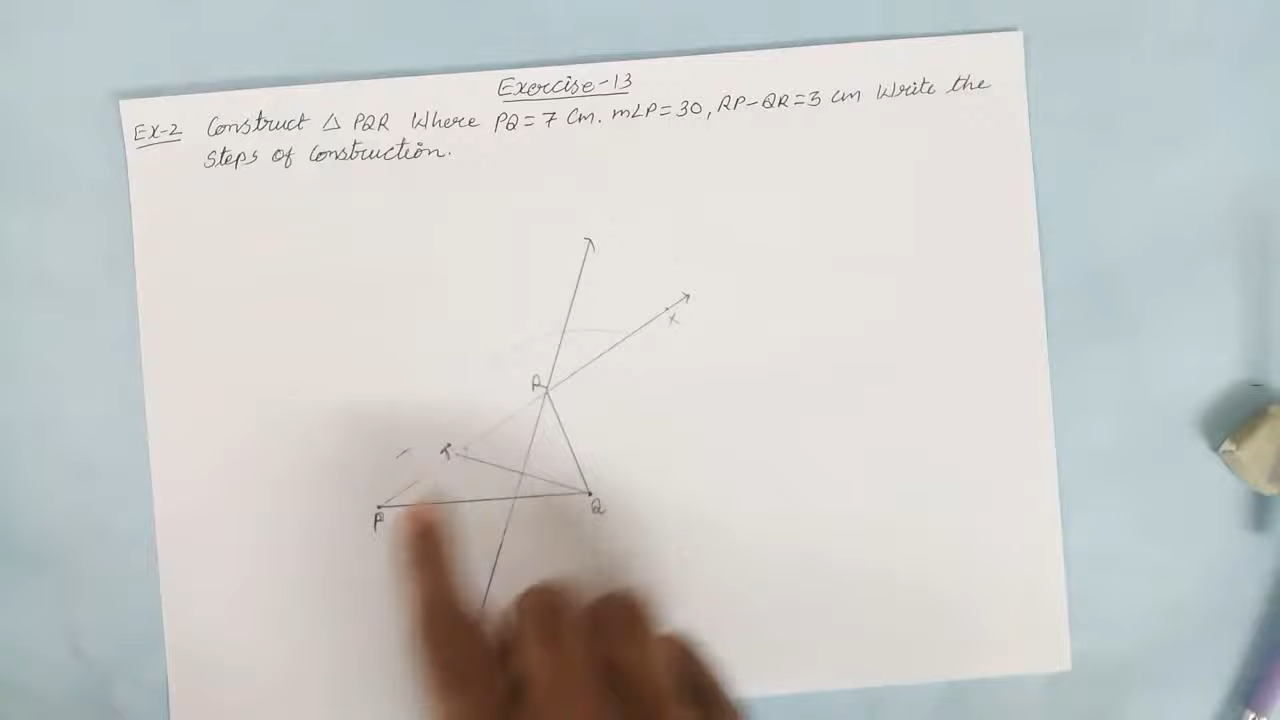 Exercise-13
Ex-2 Construct △ PQR Where PQ = 7 Cm. m∠P = 30, RP-QR = 3 cm Write the
Steps of Construction.
X
R
P
Q